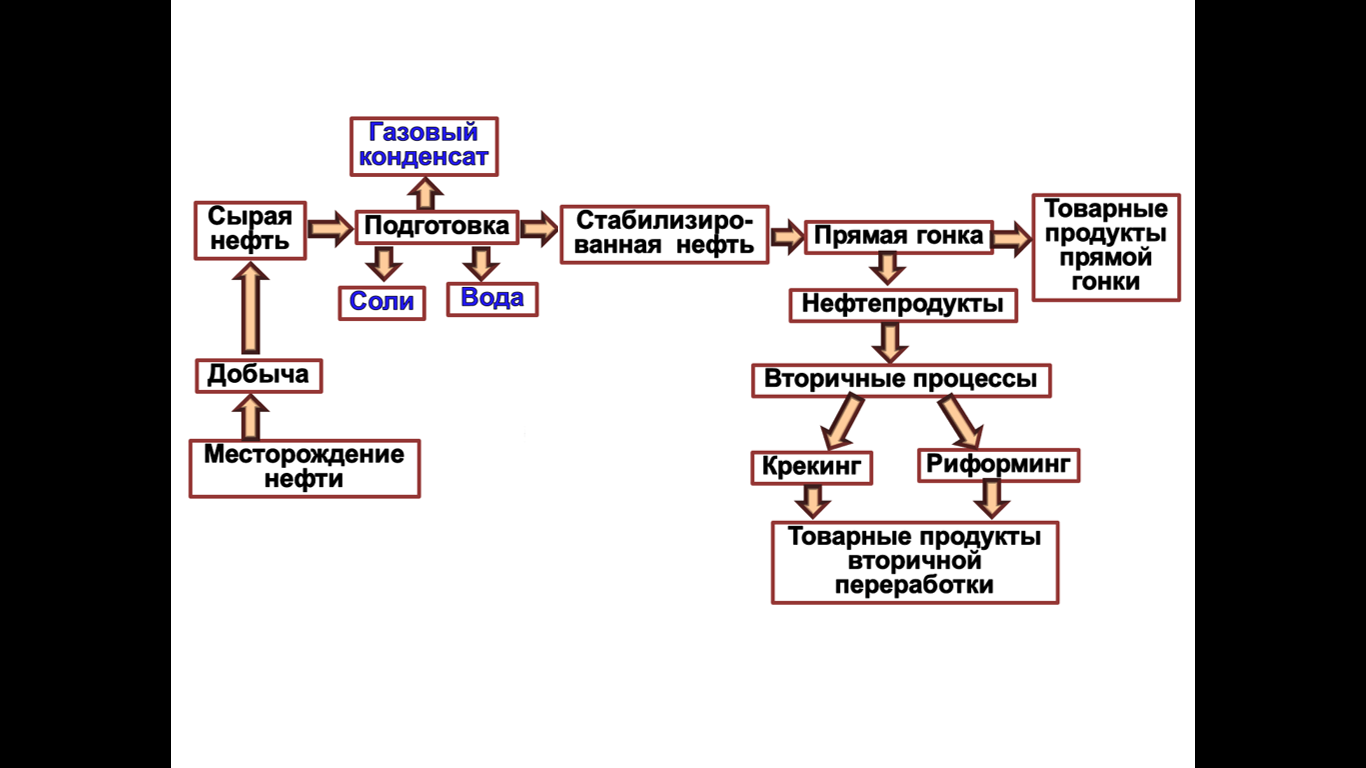 Газовый
конденсат
Сырая
нефть
Подготовка
Стабилизиро-
ванная нефть
Прямая гонка
Товарные
продукты
прямой
гонки
Соли
Вода
Нефтепродукты
Добыча
Вторичные процессы
Месторождение
нефти
Крекинг
Риформинг
Товарные продукты
вторичной
переработки